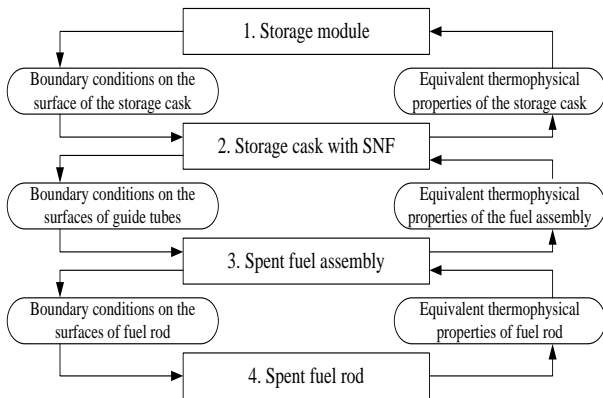 1. Storage module
Boundary conditions on the
surface of the storage cask
Equivalent thermophysical
properties of the storage cask
2. Storage cask with SNF
Boundary conditions on the
surfaces of guide tubes
Equivalent thermophysical
properties of the fuel assembly
3. Spent fuel assembly
Boundary conditions on the
surfaces of fuel rod
Equivalent thermophysical
properties of fuel rod
4. Spent fuel rod